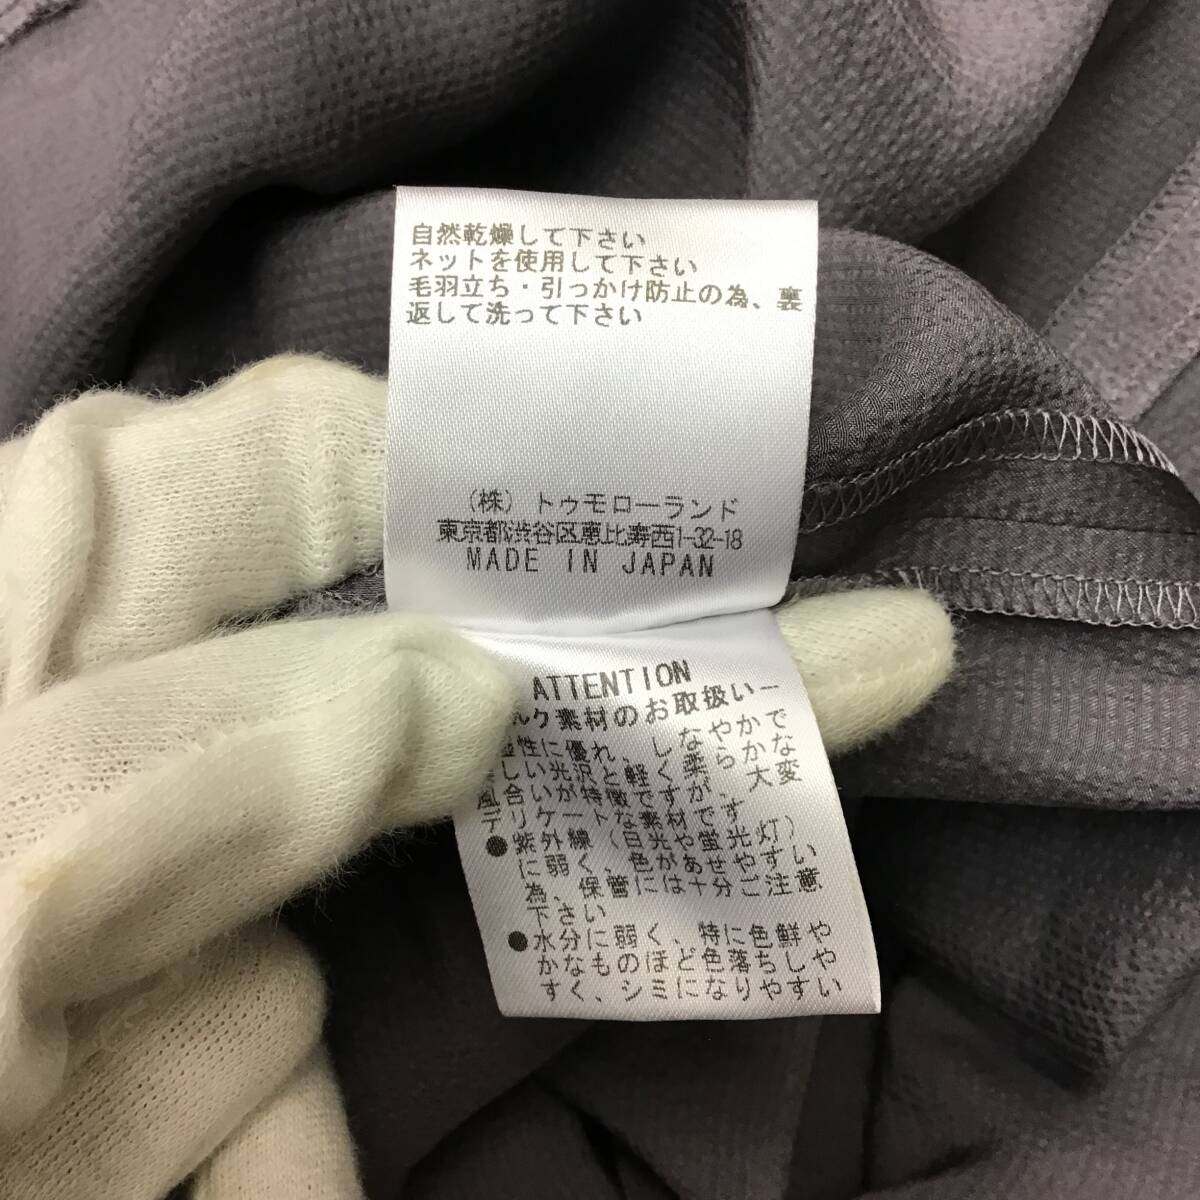 自然乾燥して下さい
ネットを使用して下さい
毛羽立ち・引っかけ防止の為、裏
返して洗って下さい
(株) トゥモローランド
東京都渋谷区恵比寿西1-32-18
MADE IN JAPAN
ATTENTION
ルク素材のお取扱い－
性に優れ、しなやかで
しい光沢と軽く柔らかな
風合いが特徴ですが、大変
デリケートな素材です
●紫外線(日光や蛍光灯)
に弱く、色があせやすい
為、保管には十分ご注意
下さい
●水分に弱く、特に色鮮や
かなものほど色落ちしや
すく、シミになりやすい